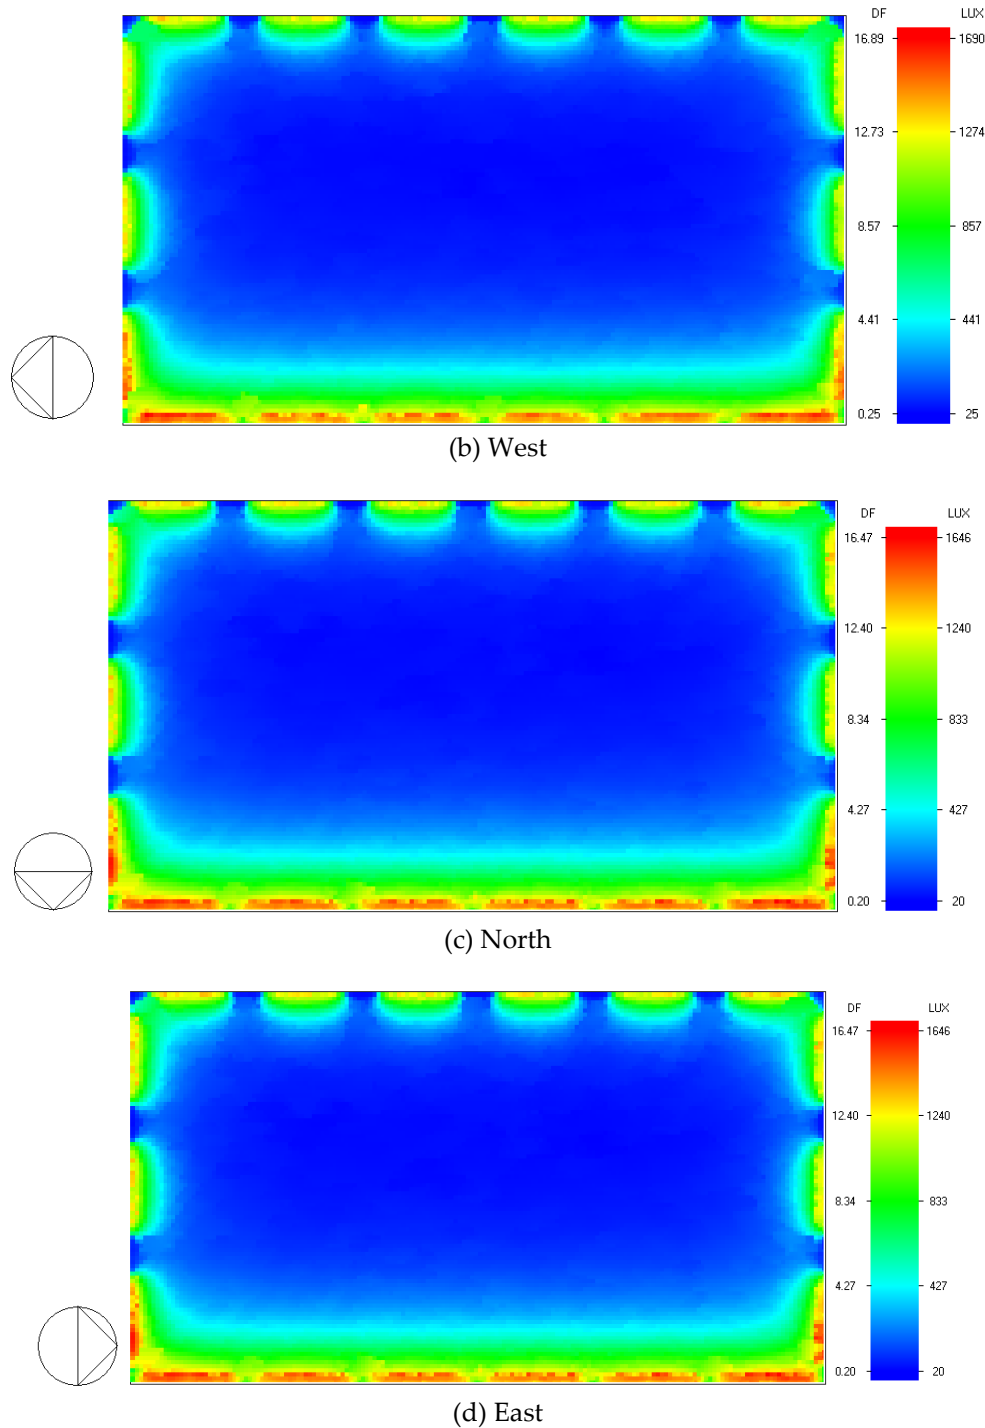 DF LUX
16.89 1690
12.73 1274
8.57 857
4.41 441
0.25 25
(b) West
DF LUX
16.47 1646
12.40 1240
8.34 833
4.27 427
0.20 20
(c) North
DF LUX
16.47 1646
12.40 1240
8.34 833
4.27 427
0.20 20
(d) East